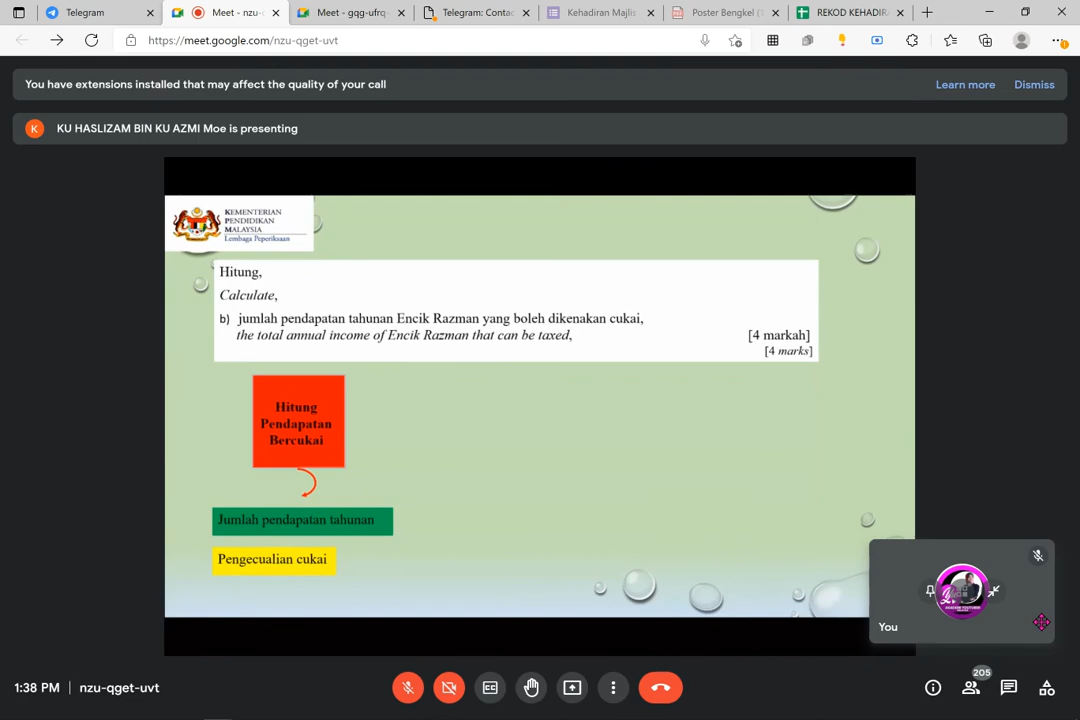 Telegram
Meet - nzu-
Meet - gqg-ufrq-
Telegram: Contac
Kehadiran Majlis
Poster Bengkel (1
REKOD KEHADIRA
https://meet.google.com/nzu-qget-uvt
You have extensions installed that may affect the quality of your call
Learn more
Dismiss
K
KU HASLIZAM BIN KU AZMI Moe is presenting
KEMENTERIAN
PENDIDIKAN
MALAYSIA
Lembaga Peperiksaan
Hitung,
Calculate,
b) jumlah pendapatan tahunan Encik Razman yang boleh dikenakan cukai,
the total annual income of Encik Razman that can be taxed,
[4 markah]
[4 marks]
Hitung
Pendapatan
Bercukai
Jumlah pendapatan tahunan
Pengecualian cukai
You
1:38 PM | nzu-qget-uvt
CC
205